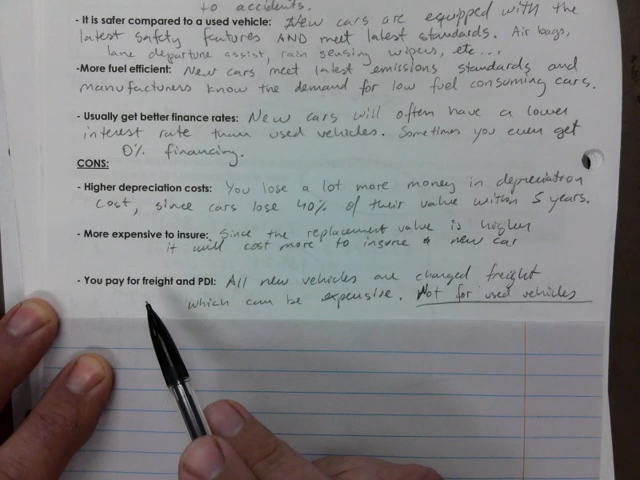 to accidents.
- It is safer compared to a used vehicle: New cars are equipped with the
latest safety features AND meet latest standards. Air bags,
lane departure assist, rain sensing wipers, etc...
-More fuel efficient: New cars meet latest emissions standards and
manufacturers know the demand for low fuel consuming cars.
- Usually get better finance rates: New cars will often have a lower
interest rate than used vehicles. Sometimes you even get
0% financing.
CONS:
- Higher depreciation costs: You lose a lot more money in depreciation
cost, since cars lose 40% of their value within 5 years.
- More expensive to insure: Since the replacement value is higher
it will cost more to insure a new car
- You pay for freight and PDI: All new vehicles are charged freight
which can be expensive. Not for used vehicles